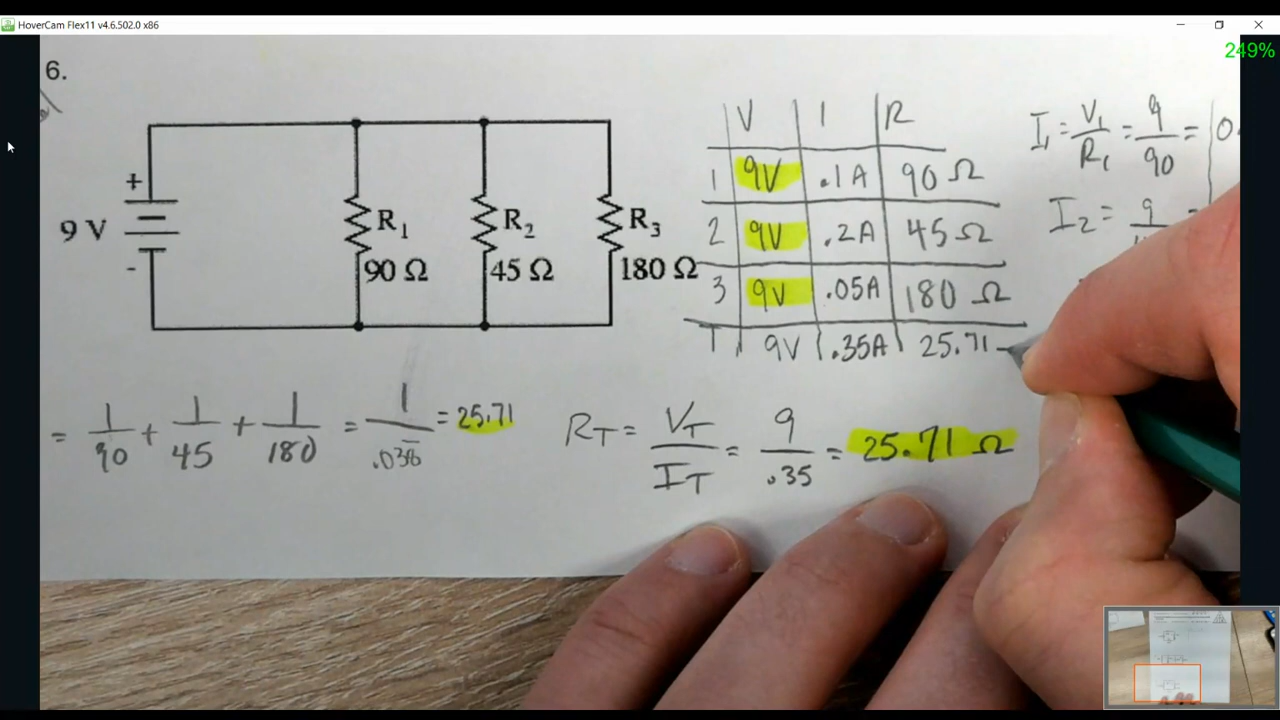 HoverCam Flex11 v4.6.502.0 x86
249%
6.
+
9 V
-
R1
90 Ω
R2
45 Ω
R3
180 Ω
V I R
1 9V .1A 90 Ω
2 9V .2A 45 Ω
3 9V .05A 180 Ω
T 9V .35A 25.71
I1 = V1/R1 = 9/90 = 0.
I2 = 9
= 1/90 + 1/45 + 1/180 = 1/.038̅ = 25.71
RT = VT/IT = 9/.35 = 25.71 Ω